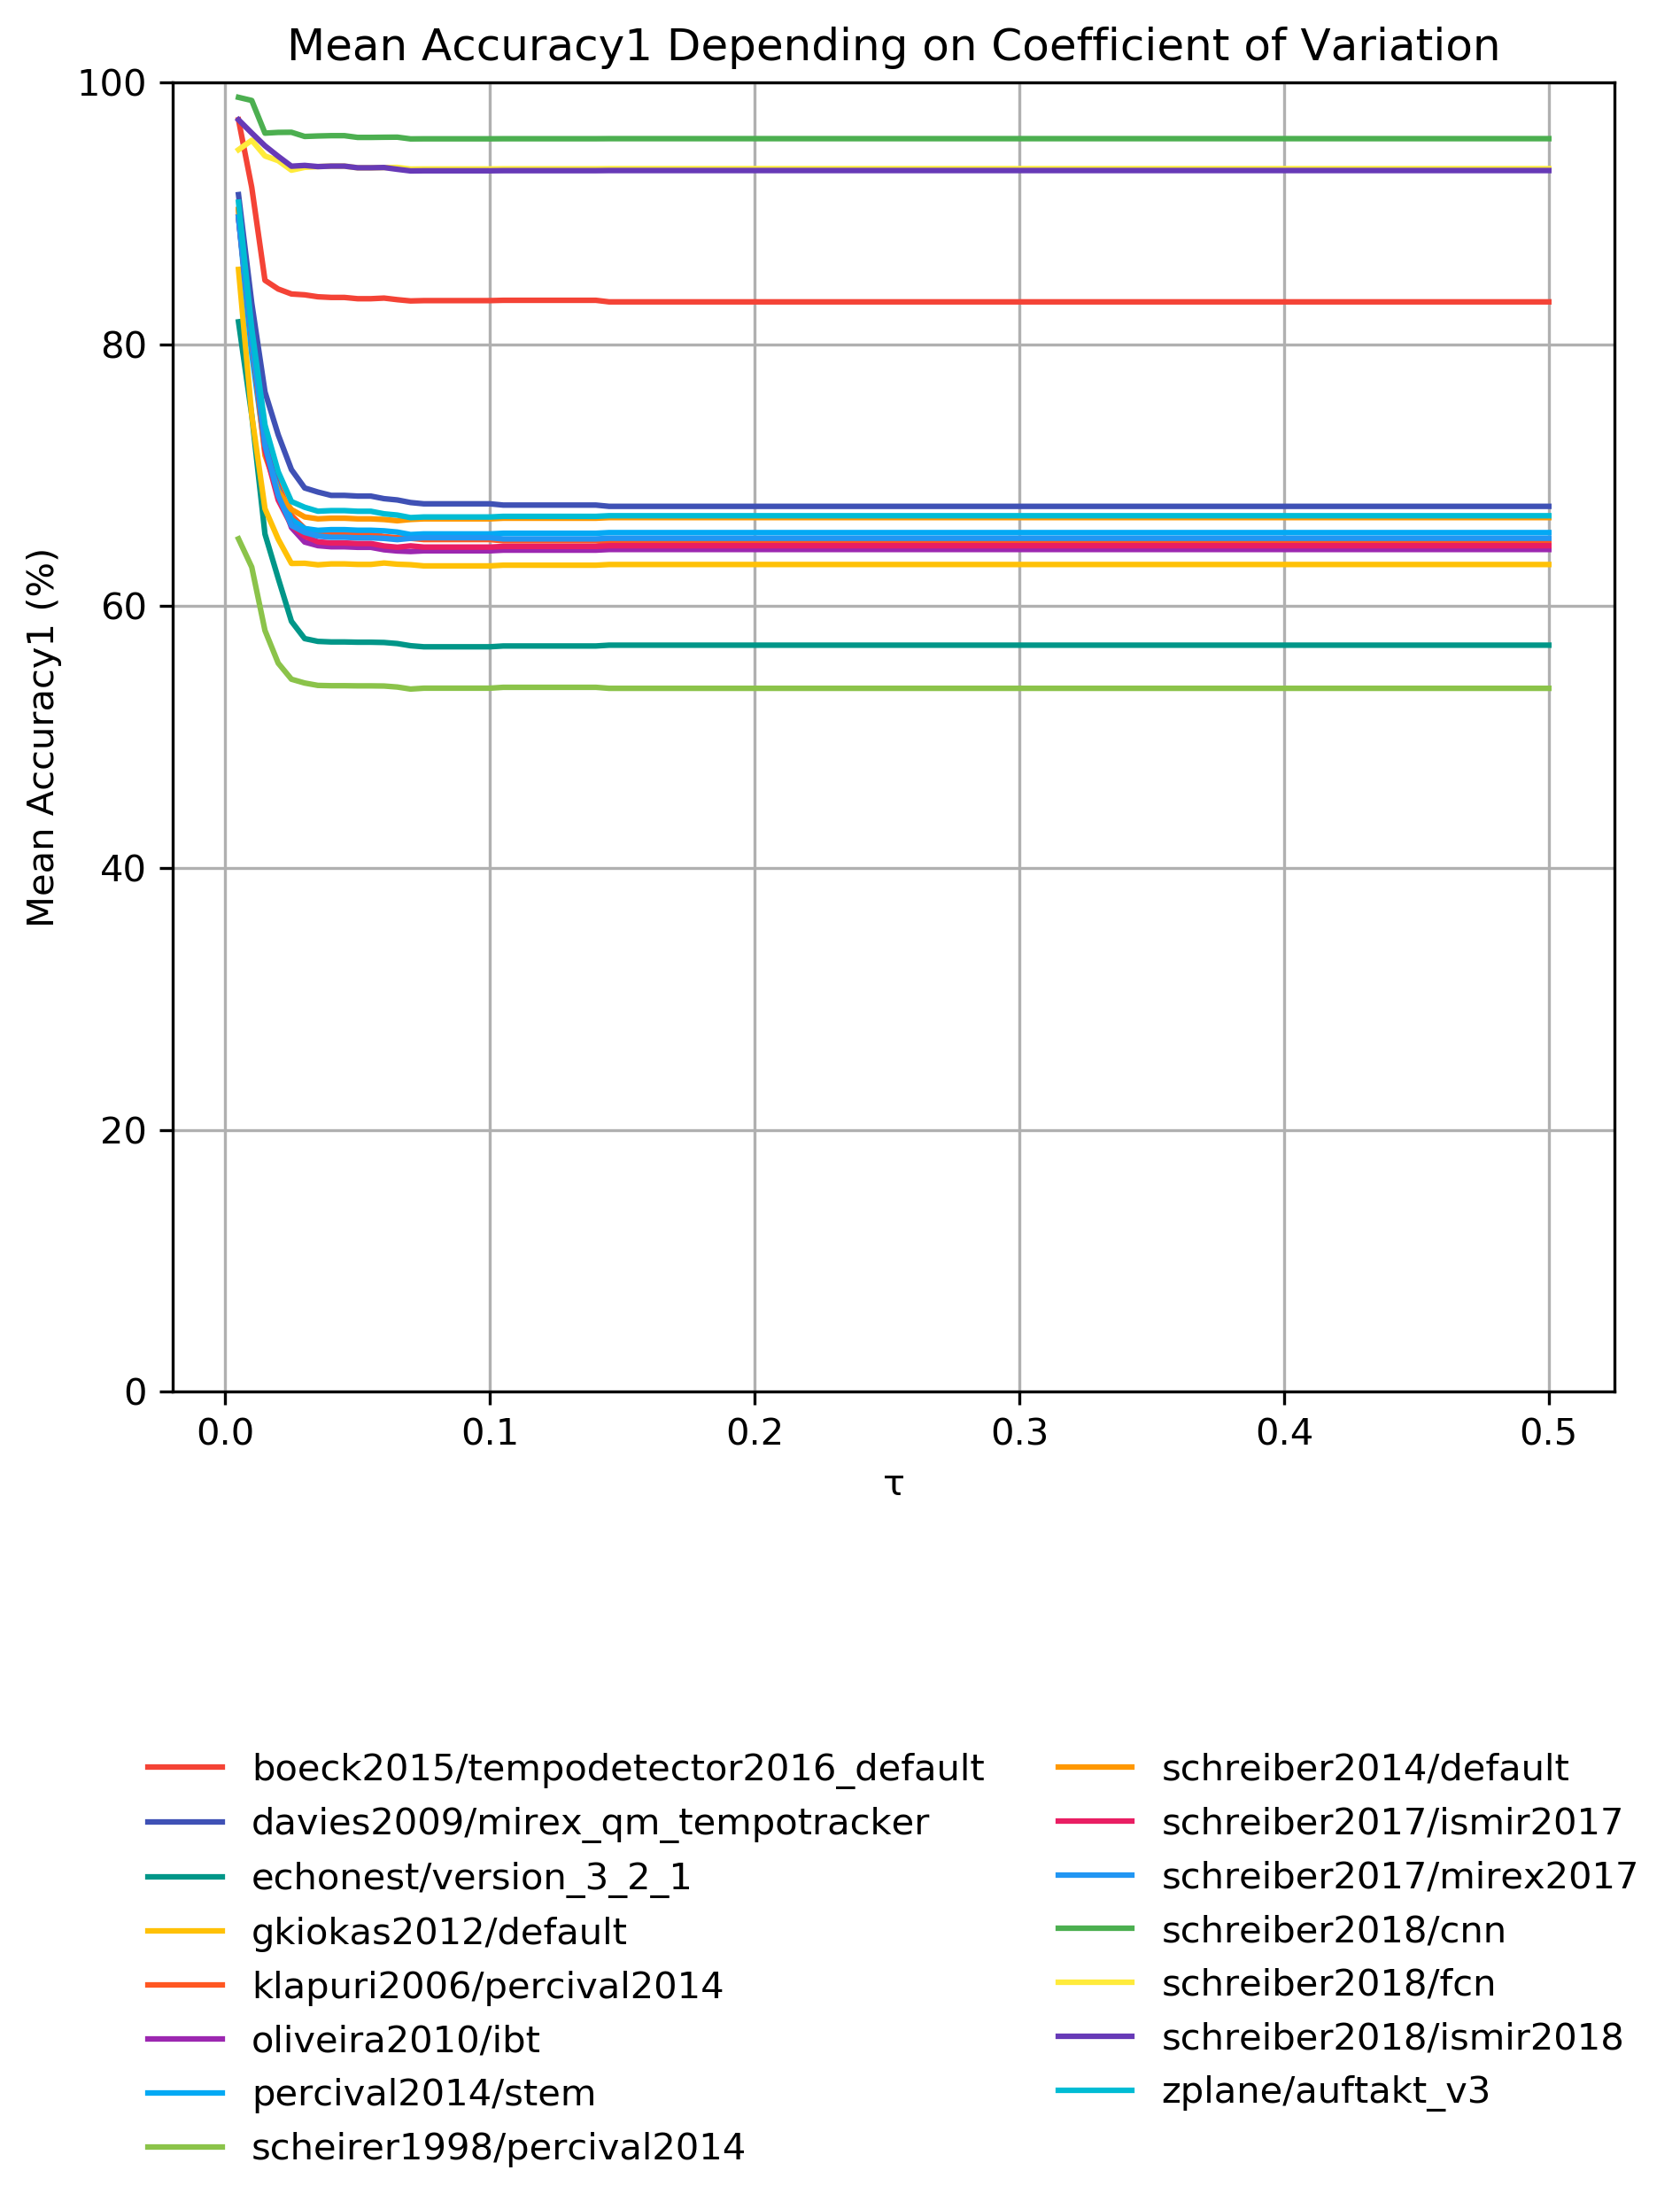 Mean Accuracy1 Depending on Coefficient of Variation
100
80
60
40
20
0
Mean Accuracy1 (%)
0.0 0.1 0.2 0.3 0.4 0.5
τ
boeck2015/tempodetector2016_default
davies2009/mirex_qm_tempotracker
echonest/version_3_2_1
gkiokas2012/default
klapuri2006/percival2014
oliveira2010/ibt
percival2014/stem
scheirer1998/percival2014
schreiber2014/default
schreiber2017/ismir2017
schreiber2017/mirex2017
schreiber2018/cnn
schreiber2018/fcn
schreiber2018/ismir2018
zplane/auftakt_v3